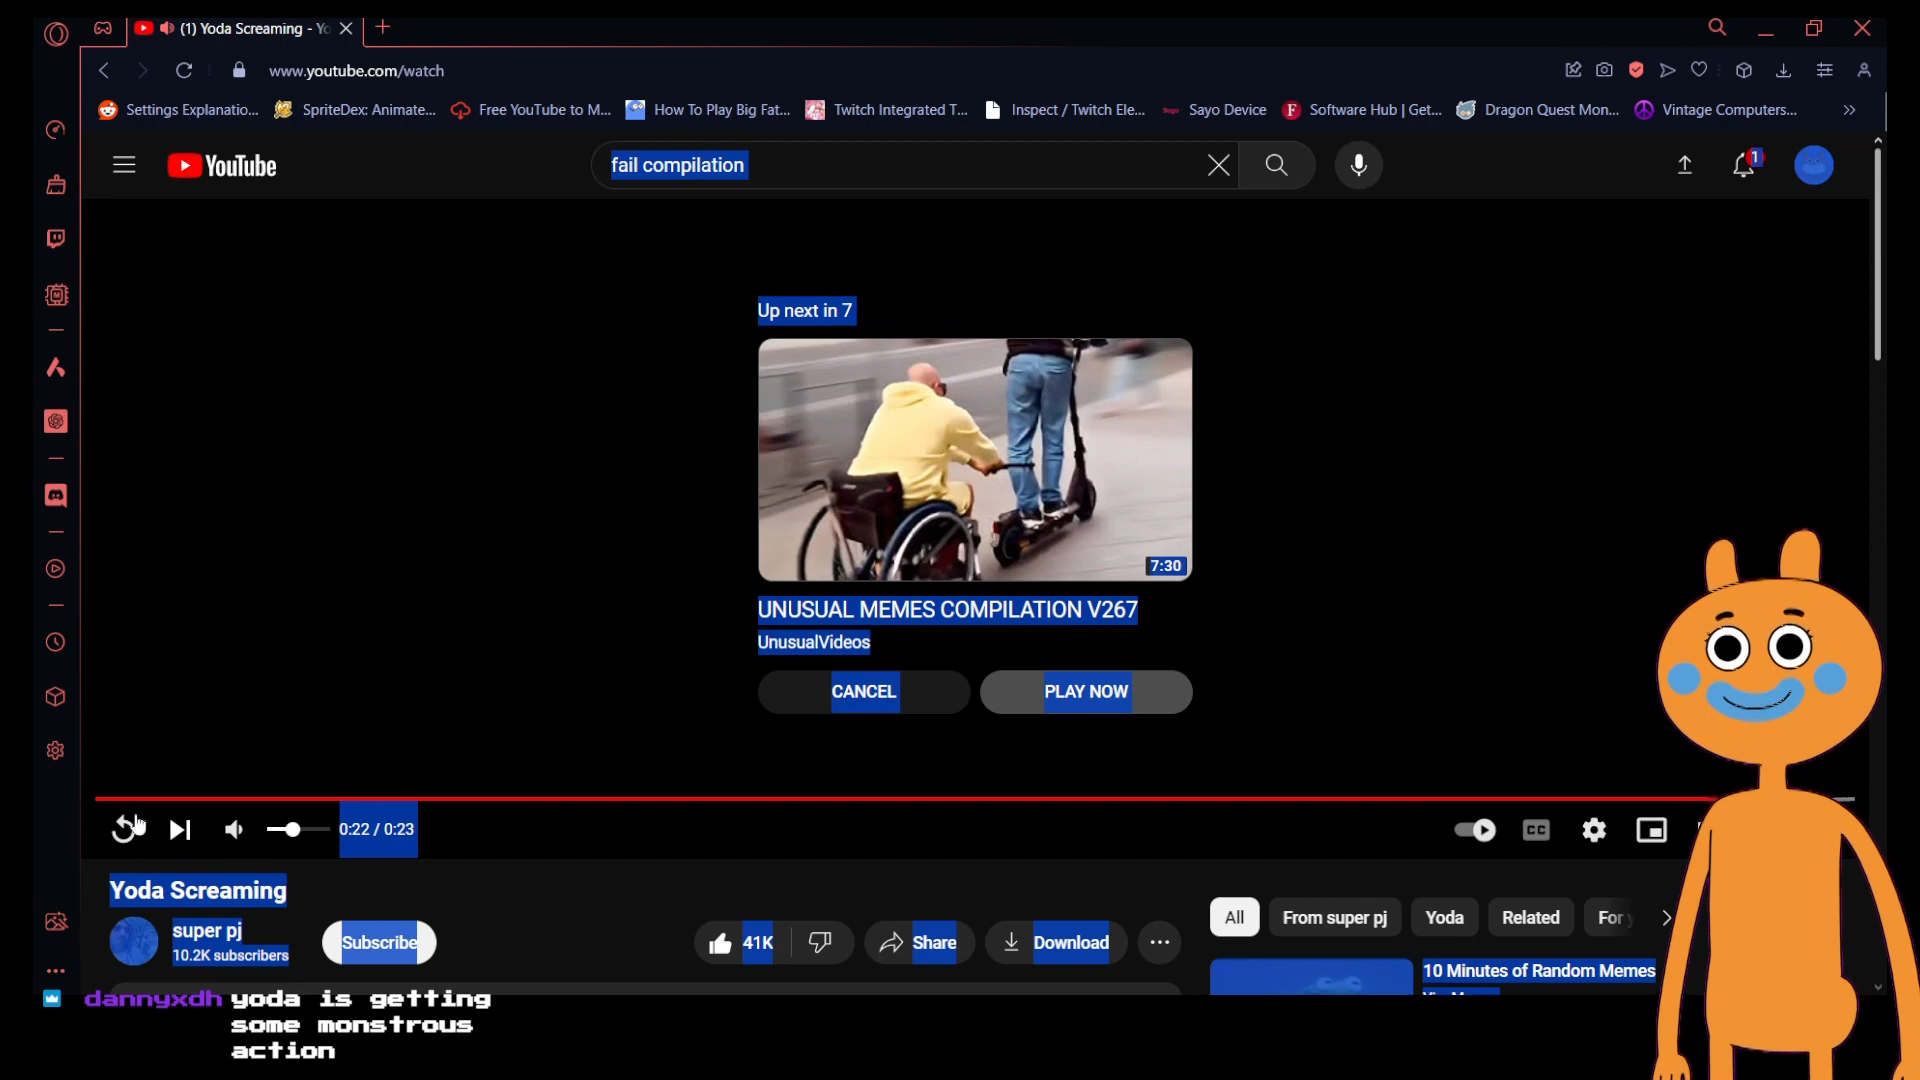 (1) Yoda Screaming - Yo
www.youtube.com/watch
Settings Explanatio...
SpriteDex: Animate...
Free YouTube to M...
How To Play Big Fat...
Twitch Integrated T...
Inspect / Twitch Ele...
Sayo Device
Software Hub | Get...
Dragon Quest Mon...
Vintage Computers...
YouTube
fail compilation
1
Up next in 7
7:30
UNUSUAL MEMES COMPILATION V267
UnusualVideos
CANCEL
PLAY NOW
0:22 / 0:23
CC
Yoda Screaming
super pj
10.2K subscribers
Subscribe
41K
Share
Download
All
From super pj
Yoda
Related
For
10 Minutes of Random Memes
dannyxdh yoda is getting
some monstrous
action